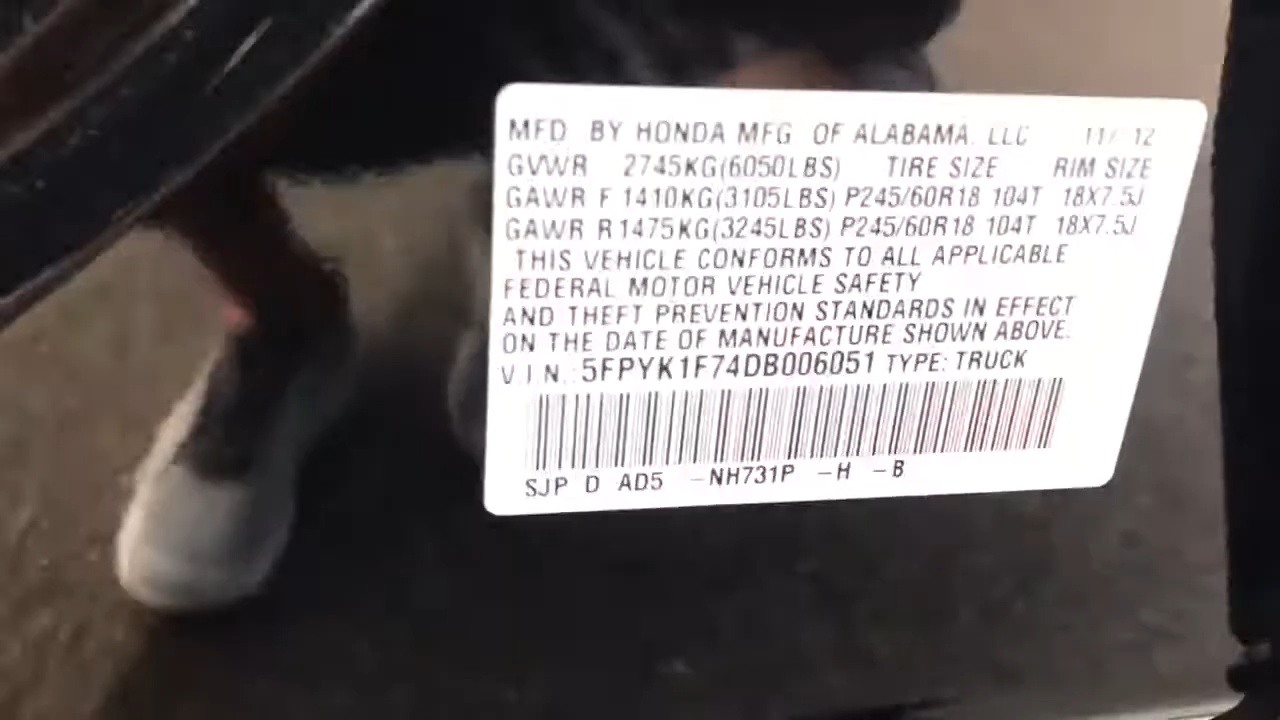 MFD BY HONDA MFG OF ALABAMA, LLC 11/12
GVWR 2745KG(6050LBS) TIRE SIZE RIM SIZE
GAWR F 1410KG(3105LBS) P245/60R18 104T 18X7.5J
GAWR R1475KG(3245LBS) P245/60R18 104T 18X7.5J
THIS VEHICLE CONFORMS TO ALL APPLICABLE
FEDERAL MOTOR VEHICLE SAFETY
AND THEFT PREVENTION STANDARDS IN EFFECT
ON THE DATE OF MANUFACTURE SHOWN ABOVE.
V.I.N.:5FPYK1F74DB006051 TYPE: TRUCK
SJP D AD5 -NH731P -H -B